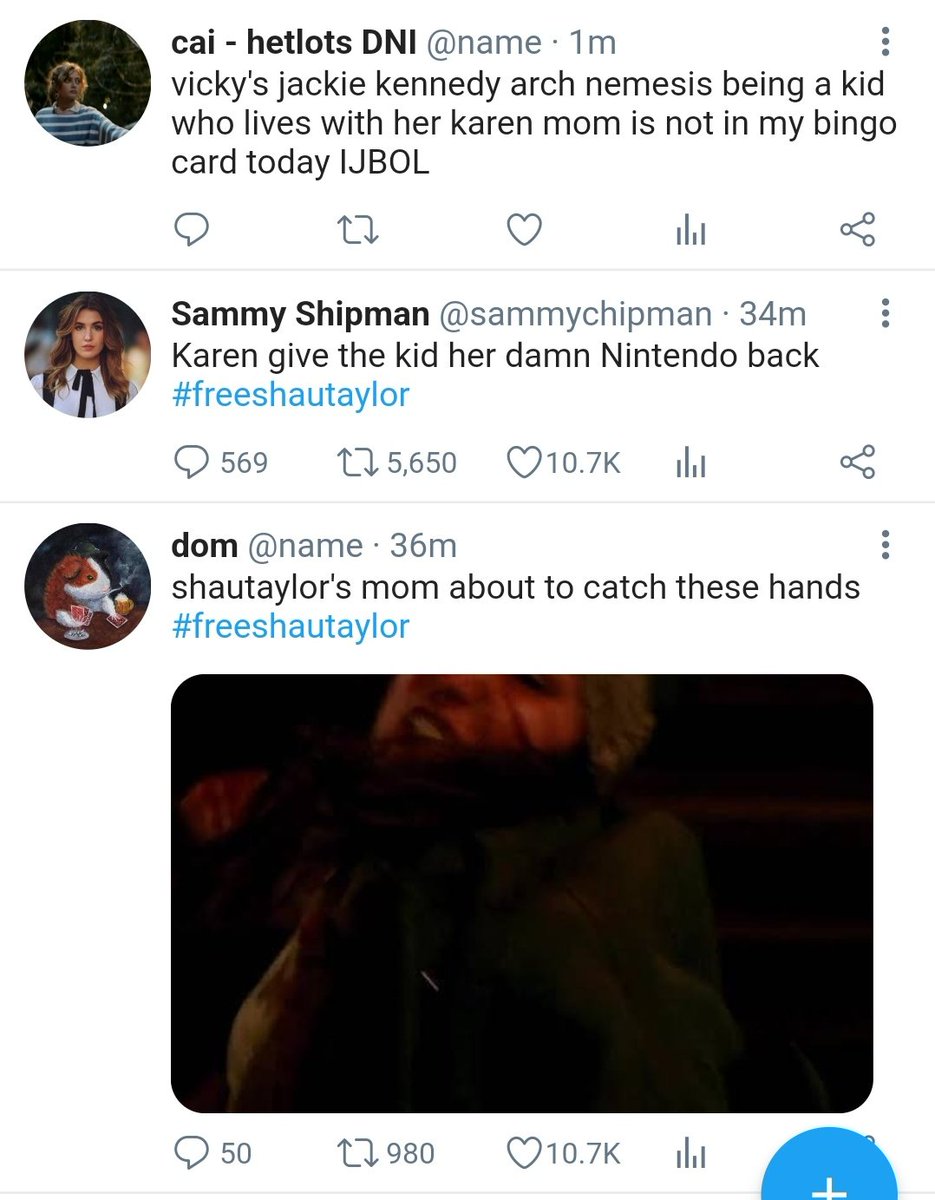 cai - hetlots DNI @name · 1m
vicky's jackie kennedy arch nemesis being a kid
who lives with her karen mom is not in my bingo
card today IJBOL
Sammy Shipman @sammychipman · 34m
Karen give the kid her damn Nintendo back
#freeshautaylor
569 5,650 10.7K
dom @name · 36m
shautaylor's mom about to catch these hands
#freeshautaylor
50 980 10.7K